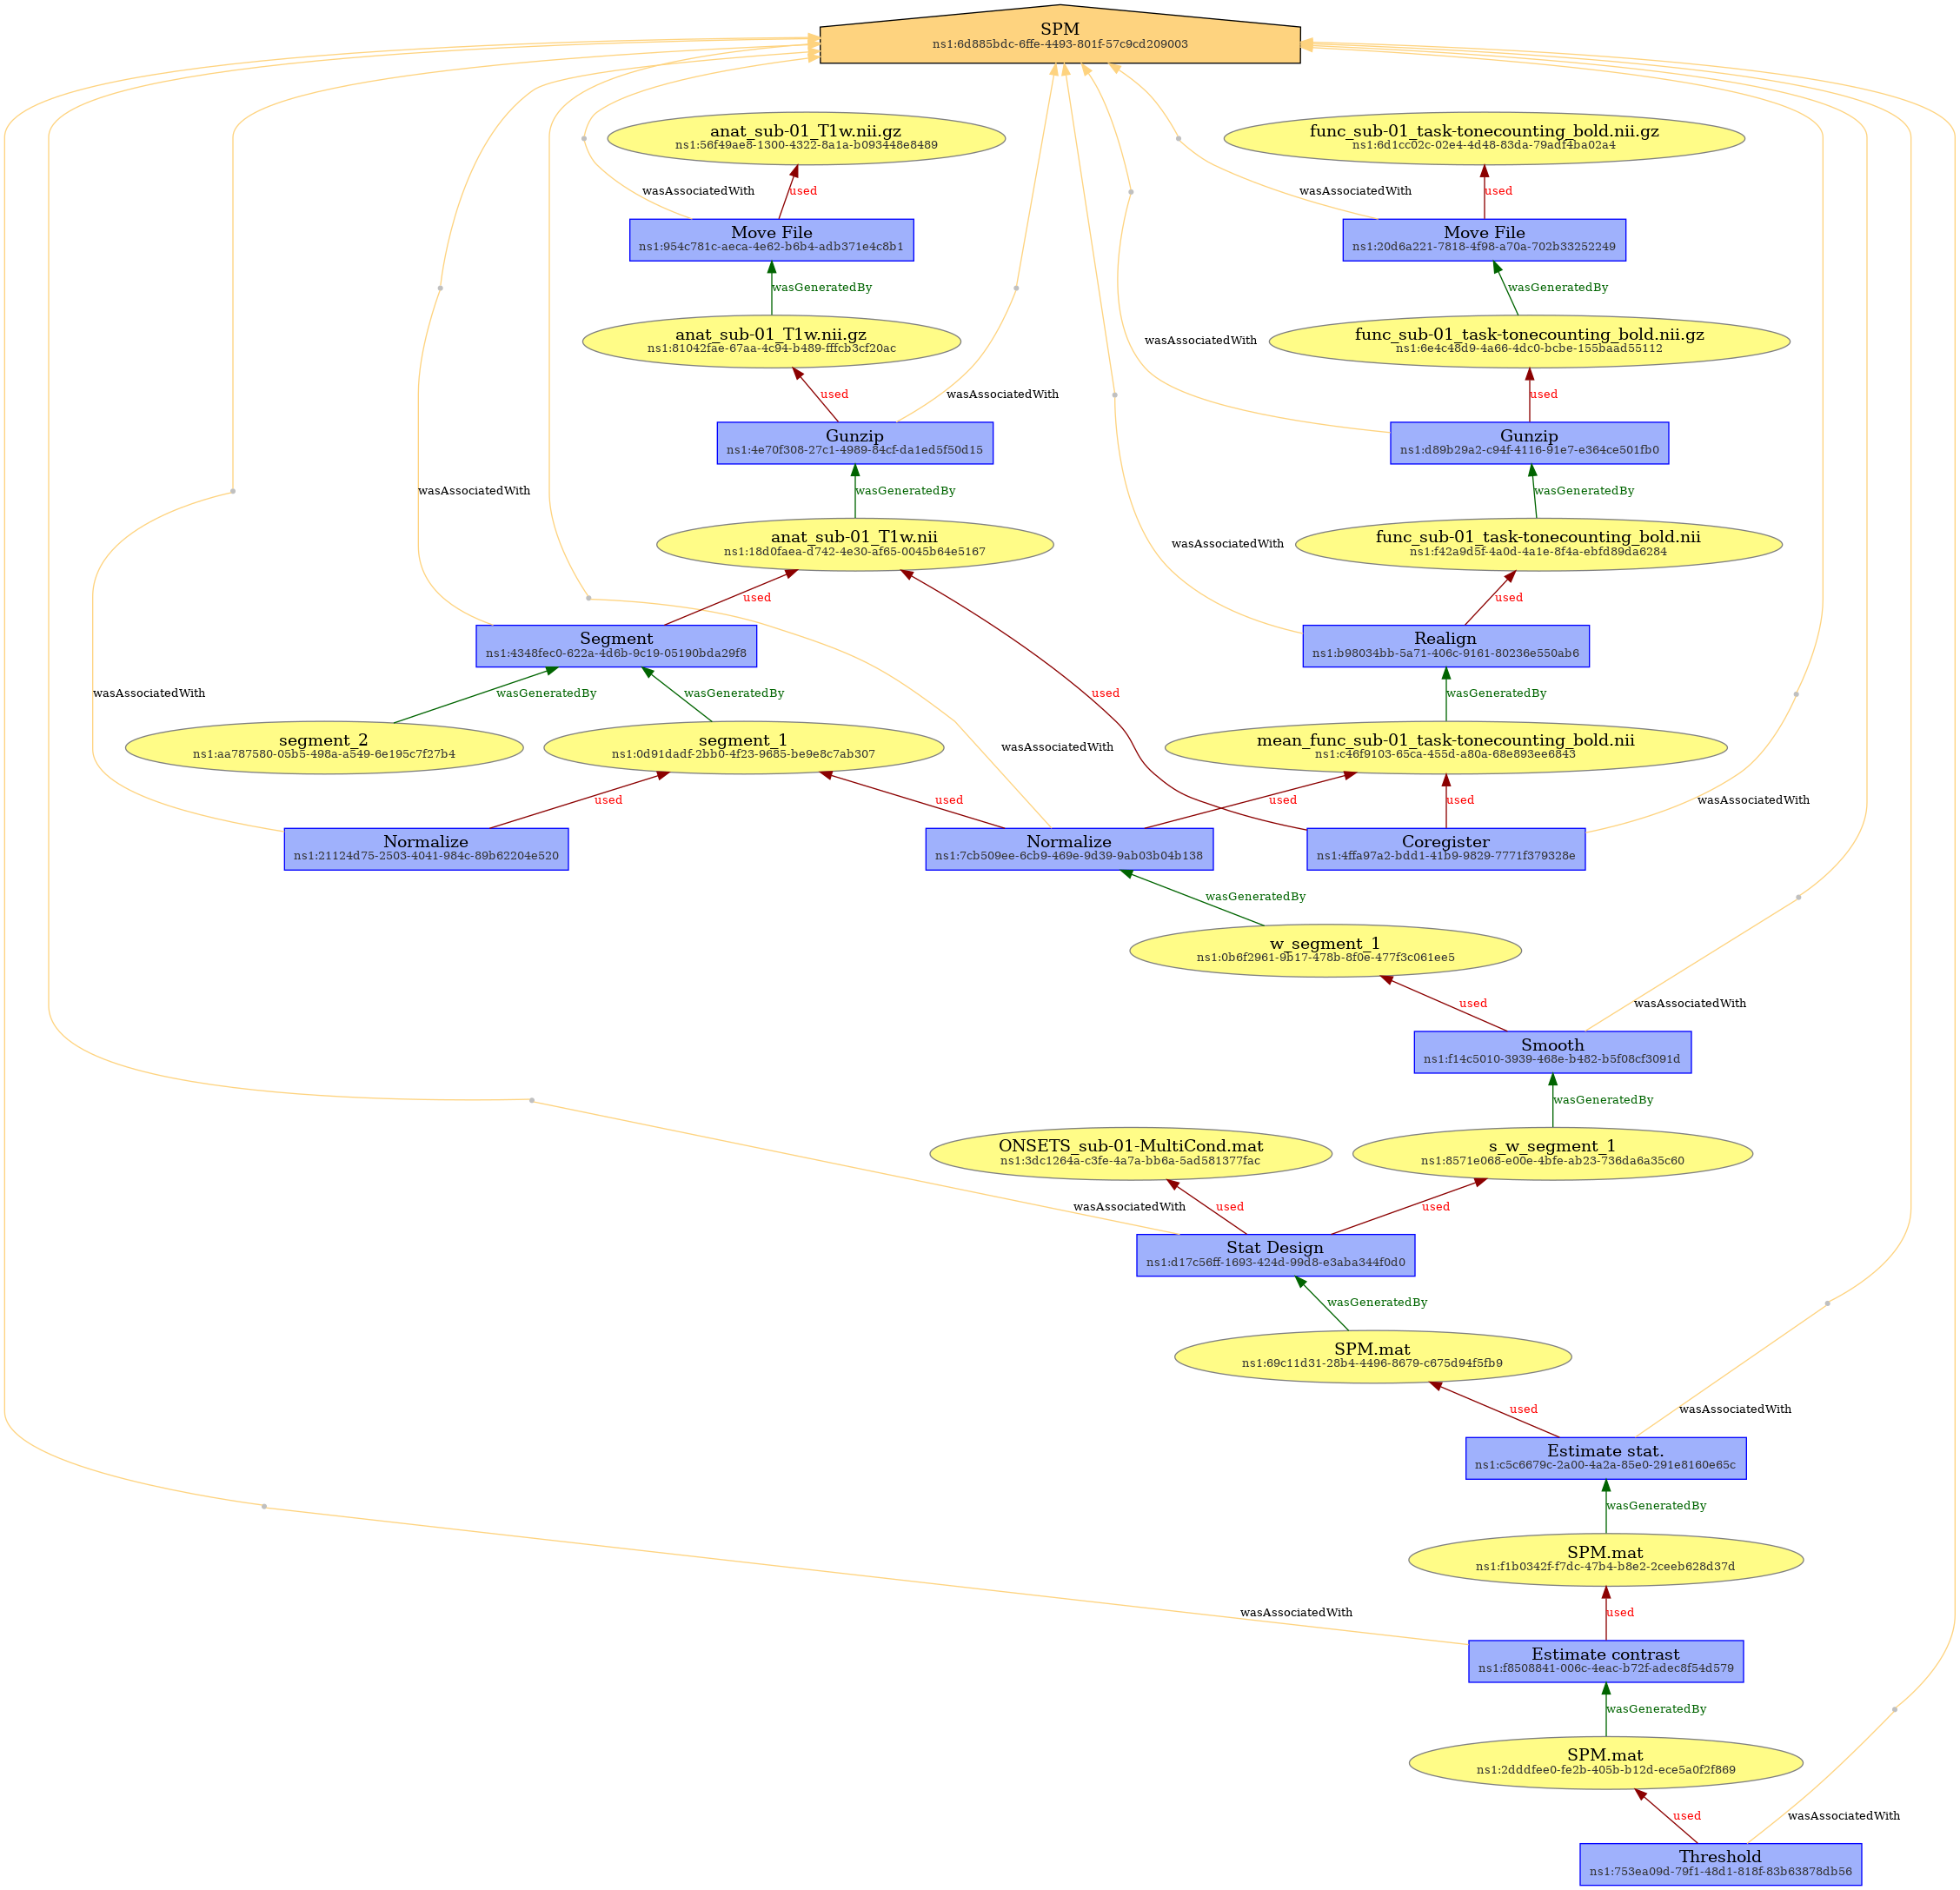 SPM
ns1:6d885bdc-6ffe-4493-801f-57c9cd209003
anat_sub-01_T1w.nii.gz
ns1:56f49ae8-1300-4322-8a1a-b093448e8489
func_sub-01_task-tonecounting_bold.nii.gz
ns1:6d1cc02c-02e4-4d48-83da-79adf4ba02a4
wasAssociatedWith
used
wasAssociatedWith
used
Move File
ns1:954c781c-aeca-4e62-b6b4-adb371e4c8b1
Move File
ns1:20d6a221-7818-4f98-a70a-702b33252249
wasGeneratedBy
wasGeneratedBy
anat_sub-01_T1w.nii.gz
ns1:81042fae-67aa-4c94-b489-fffcb3cf20ac
wasAssociatedWith
func_sub-01_task-tonecounting_bold.nii.gz
ns1:6e4c48d9-4a66-4dc0-bcbe-155baad55112
used
wasAssociatedWith
used
Gunzip
ns1:4e70f308-27c1-4989-84cf-da1ed5f50d15
Gunzip
ns1:d89b29a2-c94f-4116-91e7-e364ce501fb0
wasAssociatedWith
wasGeneratedBy
wasGeneratedBy
anat_sub-01_T1w.nii
ns1:18d0faea-d742-4e30-af65-0045b64e5167
wasAssociatedWith
func_sub-01_task-tonecounting_bold.nii
ns1:f42a9d5f-4a0d-4a1e-8f4a-ebfd89da6284
used
used
Segment
ns1:4348fec0-622a-4d6b-9c19-05190bda29f8
Realign
ns1:b98034bb-5a71-406c-9161-80236e550ab6
wasAssociatedWith
wasGeneratedBy
wasGeneratedBy
used
wasGeneratedBy
segment_2
ns1:aa787580-05b5-498a-a549-6e195c7f27b4
segment_1
ns1:0d91dadf-2bb0-4f23-9685-be9e8c7ab307
wasAssociatedWith
mean_func_sub-01_task-tonecounting_bold.nii
ns1:c46f9103-65ca-455d-a80a-68e893ee6843
used
used
used
used
wasAssociatedWith
Normalize
ns1:21124d75-2503-4041-984c-89b62204e520
Normalize
ns1:7cb509ee-6cb9-469e-9d39-9ab03b04b138
Coregister
ns1:4ffa97a2-bdd1-41b9-9829-7771f379328e
wasGeneratedBy
w_segment_1
ns1:0b6f2961-9b17-478b-8f0e-477f3c061ee5
used
wasAssociatedWith
Smooth
ns1:f14c5010-3939-468e-b482-b5f08cf3091d
wasGeneratedBy
ONSETS_sub-01-MultiCond.mat
ns1:3dc1264a-c3fe-4a7a-bb6a-5ad581377fac
s_w_segment_1
ns1:8571e068-e00e-4bfe-ab23-736da6a35c60
wasAssociatedWith
used
used
Stat Design
ns1:d17c56ff-1693-424d-99d8-e3aba344f0d0
wasGeneratedBy
SPM.mat
ns1:69c11d31-28b4-4496-8679-c675d94f5fb9
used
wasAssociatedWith
Estimate stat.
ns1:c5c6679c-2a00-4a2a-85e0-291e8160e65c
wasGeneratedBy
SPM.mat
ns1:f1b0342f-f7dc-47b4-b8e2-2ceeb628d37d
wasAssociatedWith
used
Estimate contrast
ns1:f8508841-006c-4eac-b72f-adec8f54d579
wasGeneratedBy
SPM.mat
ns1:2dddfee0-fe2b-405b-b12d-ece5a0f2f869
used
wasAssociatedWith
Threshold
ns1:753ea09d-79f1-48d1-818f-83b63878db56